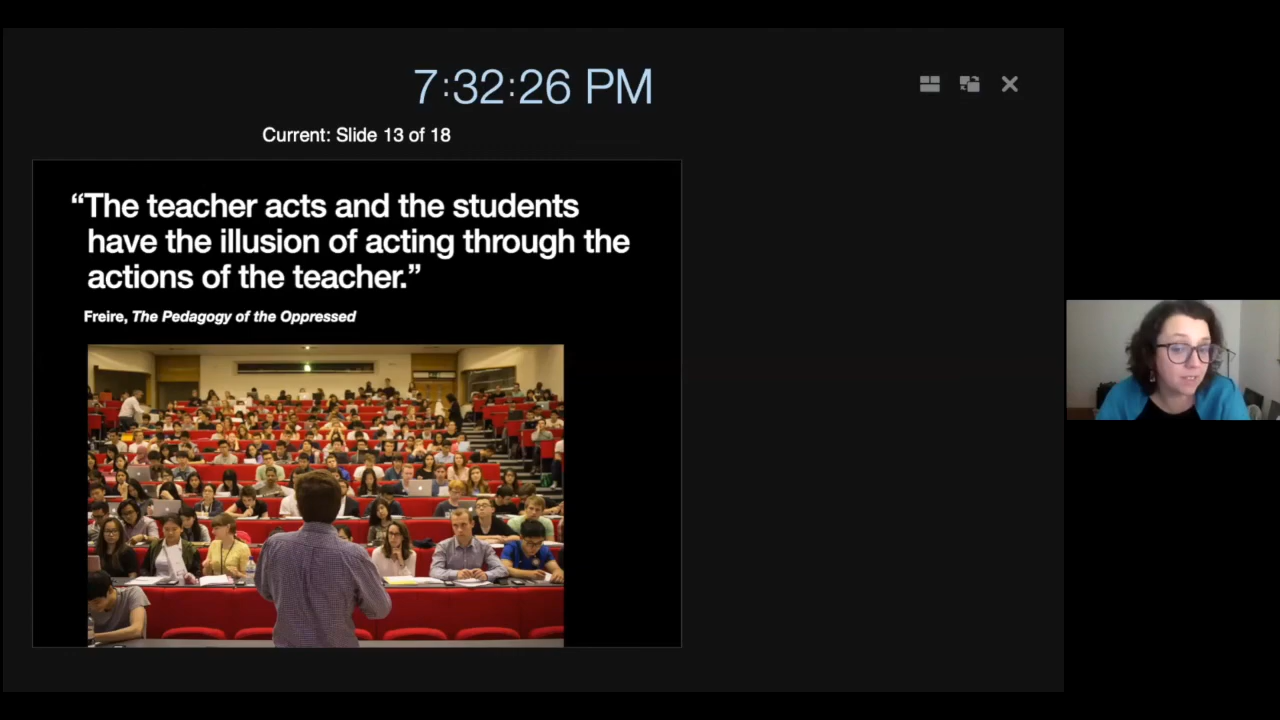 7:32:26 PM
Current: Slide 13 of 18
“The teacher acts and the students
have the illusion of acting through the
actions of the teacher.”
Freire, The Pedagogy of the Oppressed